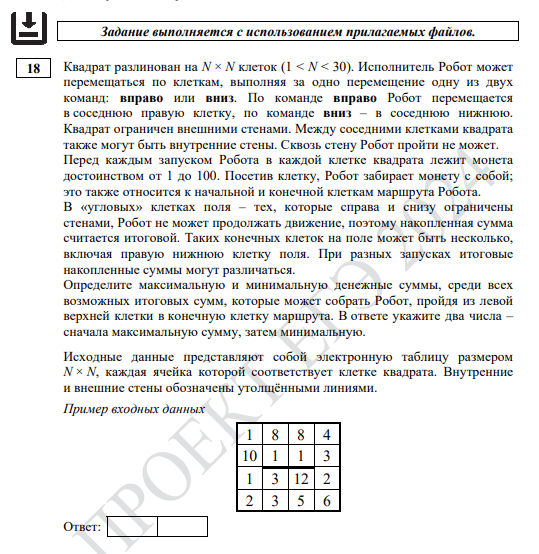 Задание выполняется с использованием прилагаемых файлов.
18
Квадрат разлинован на N × N клеток (1 < N < 30). Исполнитель Робот может
перемещаться по клеткам, выполняя за одно перемещение одну из двух
команд: вправо или вниз. По команде вправо Робот перемещается
в соседнюю правую клетку, по команде вниз – в соседнюю нижнюю.
Квадрат ограничен внешними стенами. Между соседними клетками квадрата
также могут быть внутренние стены. Сквозь стену Робот пройти не может.
Перед каждым запуском Робота в каждой клетке квадрата лежит монета
достоинством от 1 до 100. Посетив клетку, Робот забирает монету с собой;
это также относится к начальной и конечной клеткам маршрута Робота.
В «угловых» клетках поля – тех, которые справа и снизу ограничены
стенами, Робот не может продолжать движение, поэтому накопленная сумма
считается итоговой. Таких конечных клеток на поле может быть несколько,
включая правую нижнюю клетку поля. При разных запусках итоговые
накопленные суммы могут различаться.
Определите максимальную и минимальную денежные суммы, среди всех
возможных итоговых сумм, которые может собрать Робот, пройдя из левой
верхней клетки в конечную клетку маршрута. В ответе укажите два числа –
сначала максимальную сумму, затем минимальную.
Исходные данные представляют собой электронную таблицу размером
N × N, каждая ячейка которой соответствует клетке квадрата. Внутренние
и внешние стены обозначены утолщёнными линиями.
Пример входных данных
1 8 8 4
10 1 1 3
1 3 12 2
2 3 5 6
Ответ:
ПРОЕКТ ЕГЭ 2024